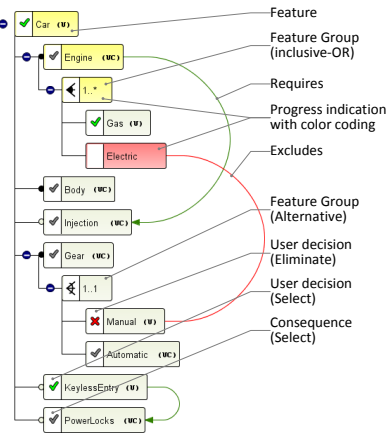 Car (U)
Engine (UC)
1..*
Gas (U)
Electric
Body (UC)
Injection (UC)
Gear (UC)
1..1
Manual (U)
Automatic (UC)
KeylessEntry (U)
PowerLocks (UC)
Feature
Feature Group
(inclusive-OR)
Requires
Progress indication
with color coding
Excludes
Feature Group
(Alternative)
User decision
(Eliminate)
User decision
(Select)
Consequence
(Select)